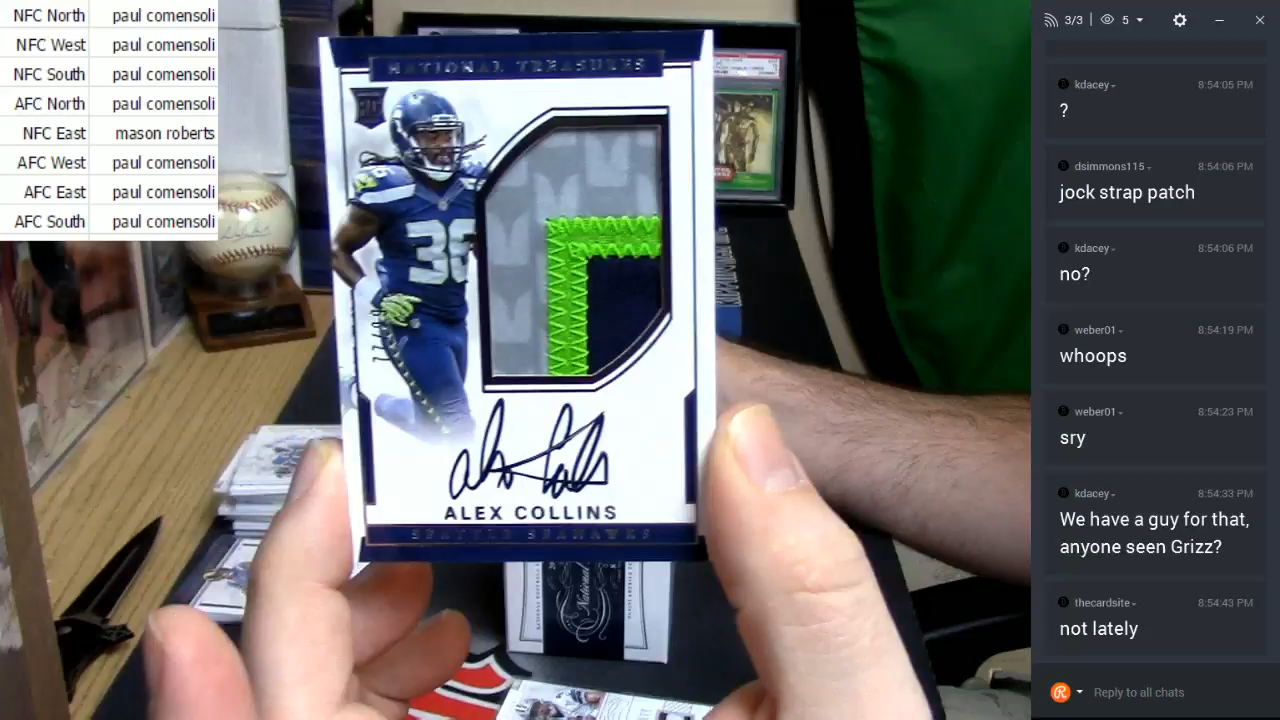 NFC North paul comensoli
NFC West paul comensoli
NFC South paul comensoli
AFC North paul comensoli
NFC East mason roberts
AFC West paul comensoli
AFC East paul comensoli
AFC South paul comensoli
NATIONAL TREASURES
36
ALEX COLLINS
SEATTLE SEAHAWKS
National
3/3
5
kdacey
8:54:05 PM
?
dsimmons115
8:54:06 PM
jock strap patch
kdacey
8:54:06 PM
no?
weber01
8:54:19 PM
whoops
weber01
8:54:23 PM
sry
kdacey
8:54:33 PM
We have a guy for that,
anyone seen Grizz?
thecardsite
8:54:43 PM
not lately
Reply to all chats